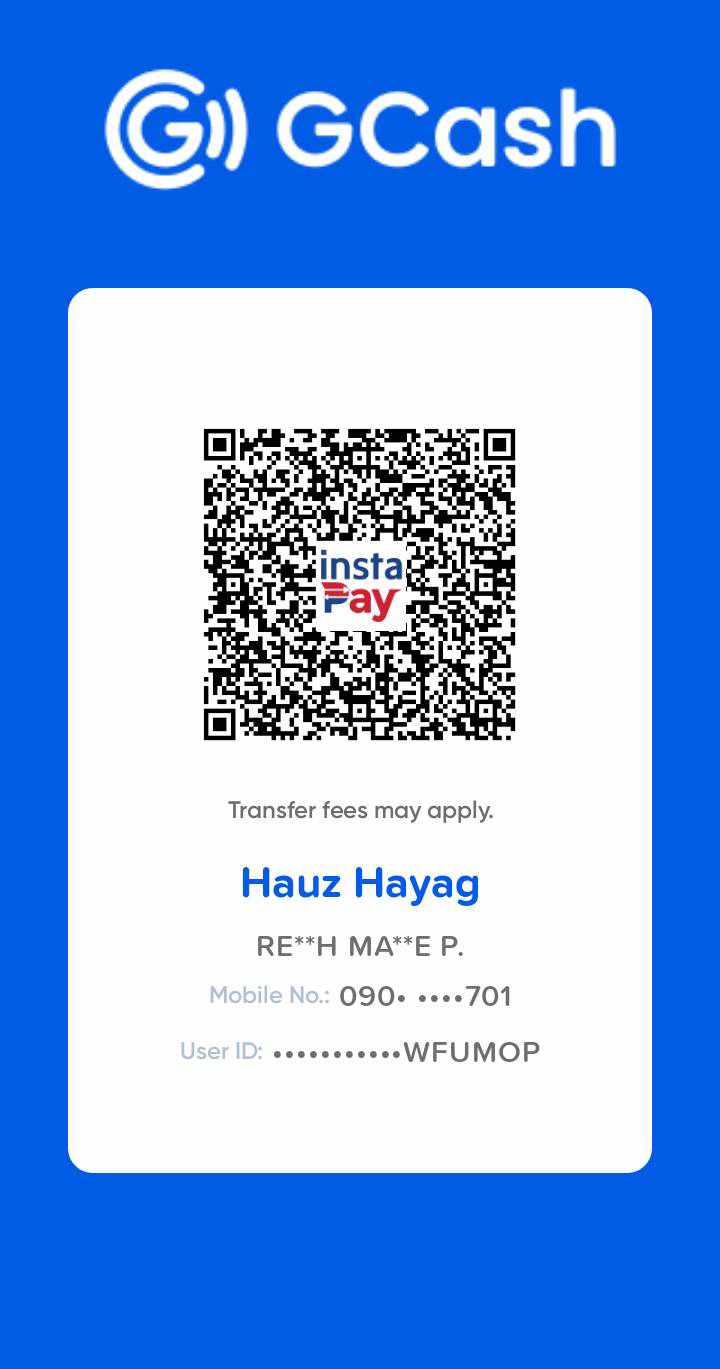 GCash
insta
Pay
Transfer fees may apply.
Hauz Hayag
RE**H MA**E P.
Mobile No.: 090• ••••701
User ID: •••••••••••WFUMOP